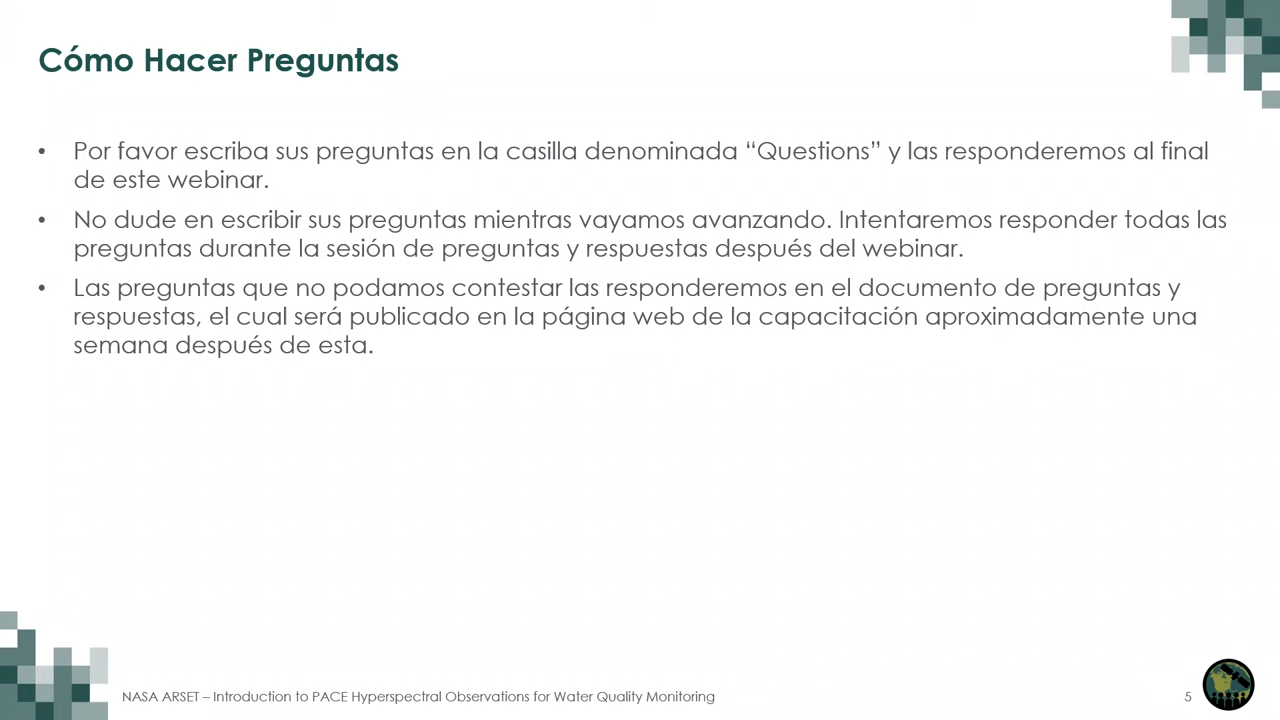 Cómo Hacer Preguntas
• Por favor escriba sus preguntas en la casilla denominada “Questions” y las responderemos al final
de este webinar.
• No dude en escribir sus preguntas mientras vayamos avanzando. Intentaremos responder todas las
preguntas durante la sesión de preguntas y respuestas después del webinar.
• Las preguntas que no podamos contestar las responderemos en el documento de preguntas y
respuestas, el cual será publicado en la página web de la capacitación aproximadamente una
semana después de esta.
NASA ARSET – Introduction to PACE Hyperspectral Observations for Water Quality Monitoring
5